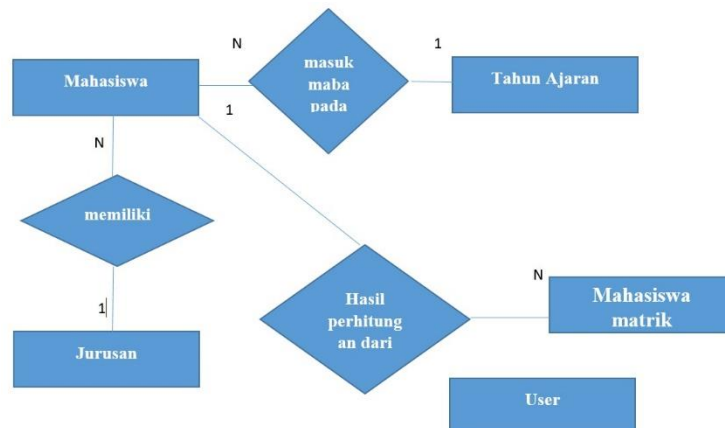 N
1
masuk
maba
pada
Mahasiswa
Tahun Ajaran
1
N
memiliki
N
Hasil
perhitung
an dari
Mahasiswa
matrik
1
Jurusan
User